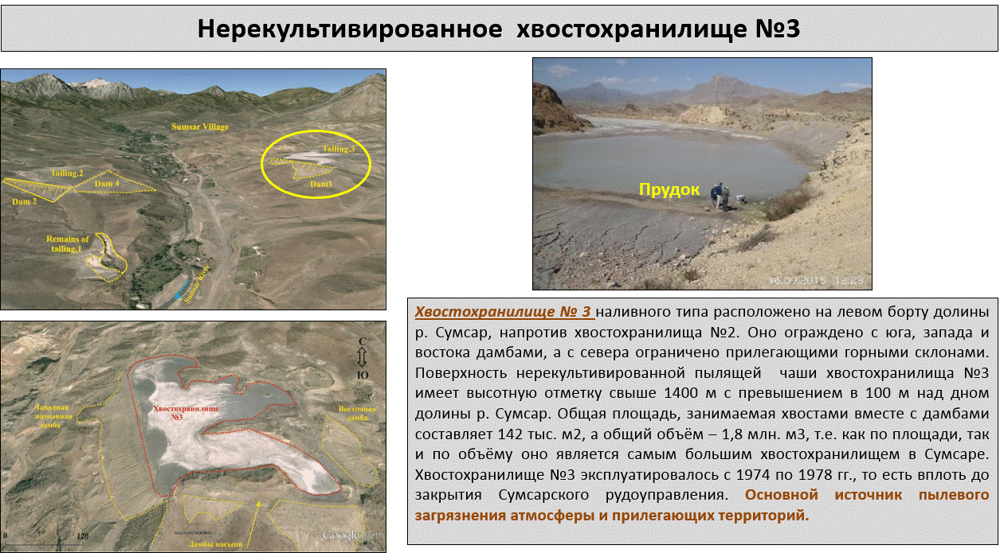 Нерекультивированное хвостохранилище №3
Sumsar Village
Tailing.3
Dam1
Tailing.2
Dam 4
Dam 2
Remains of
tailing.1
Sumsar River
Прудок
16.09.2015 13:23
Хвостохранилище № 3 наливного типа расположено на левом борту долины
р. Сумсар, напротив хвостохранилища №2. Оно ограждено с юга, запада и
востока дамбами, а с севера ограничено прилегающими горными склонами.
Поверхность нерекультивированной пылящей чаши хвостохранилища №3
имеет высотную отметку свыше 1400 м с превышением в 100 м над дном
долины р. Сумсар. Общая площадь, занимаемая хвостами вместе с дамбами
составляет 142 тыс. м2, а общий объём – 1,8 млн. м3, т.е. как по площади, так
и по объёму оно является самым большим хвостохранилищем в Сумсаре.
Хвостохранилище №3 эксплуатировалось с 1974 по 1978 гг., то есть вплоть до
закрытия Сумсарского рудоуправления. Основной источник пылевого
загрязнения атмосферы и прилегающих территорий.
С
Ю
Западная
намывная
дамба
Хвостохранилище
№3
Восточная
дамба
0 120
Дамбы насыпи
Google earth